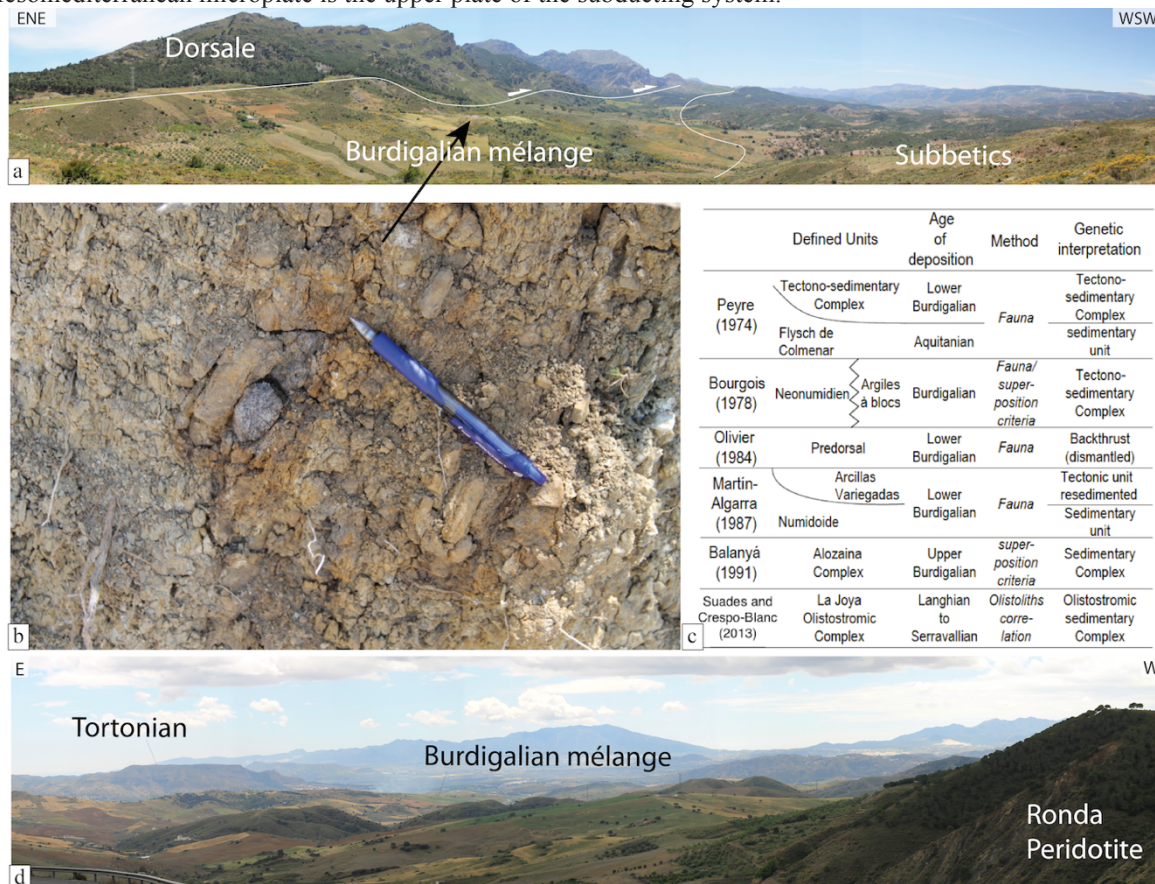 Mesomediterranean microplate is the upper plate of the subducting system.
ENE
WSW
Dorsale
Burdigalian mélange
Subbetics
a
b
Defined Units
Age
of
deposition
Method
Genetic
interpretation
Peyre
(1974)
Tectono-sedimentary
Complex
Lower
Burdigalian
Fauna
Tectono-
sedimentary
Complex
Flysch de
Colmenar
Aquitanian
sedimentary
unit
Bourgois
(1978)
Neonumidien
Argiles
à blocs
Burdigalian
Fauna/
super-
position
criteria
Tectono-
sedimentary
Complex
Olivier
(1984)
Predorsal
Lower
Burdigalian
Fauna
Backthrust
(dismantled)
Martin-
Algarra
(1987)
Arcillas
Variegadas
Numidoide
Lower
Burdigalian
Fauna
Tectonic unit
resedimented
Sedimentary
unit
Balanyá
(1991)
Alozaina
Complex
Upper
Burdigalian
super-
position
criteria
Sedimentary
Complex
Suades and
Crespo-Blanc
(2013)
La Joya
Olistostromic
Complex
Langhian
to
Serravallian
Olistoliths
corre-
lation
Olistostromic
sedimentary
Complex
c
E
W
Tortonian
Burdigalian mélange
Ronda
Peridotite
d